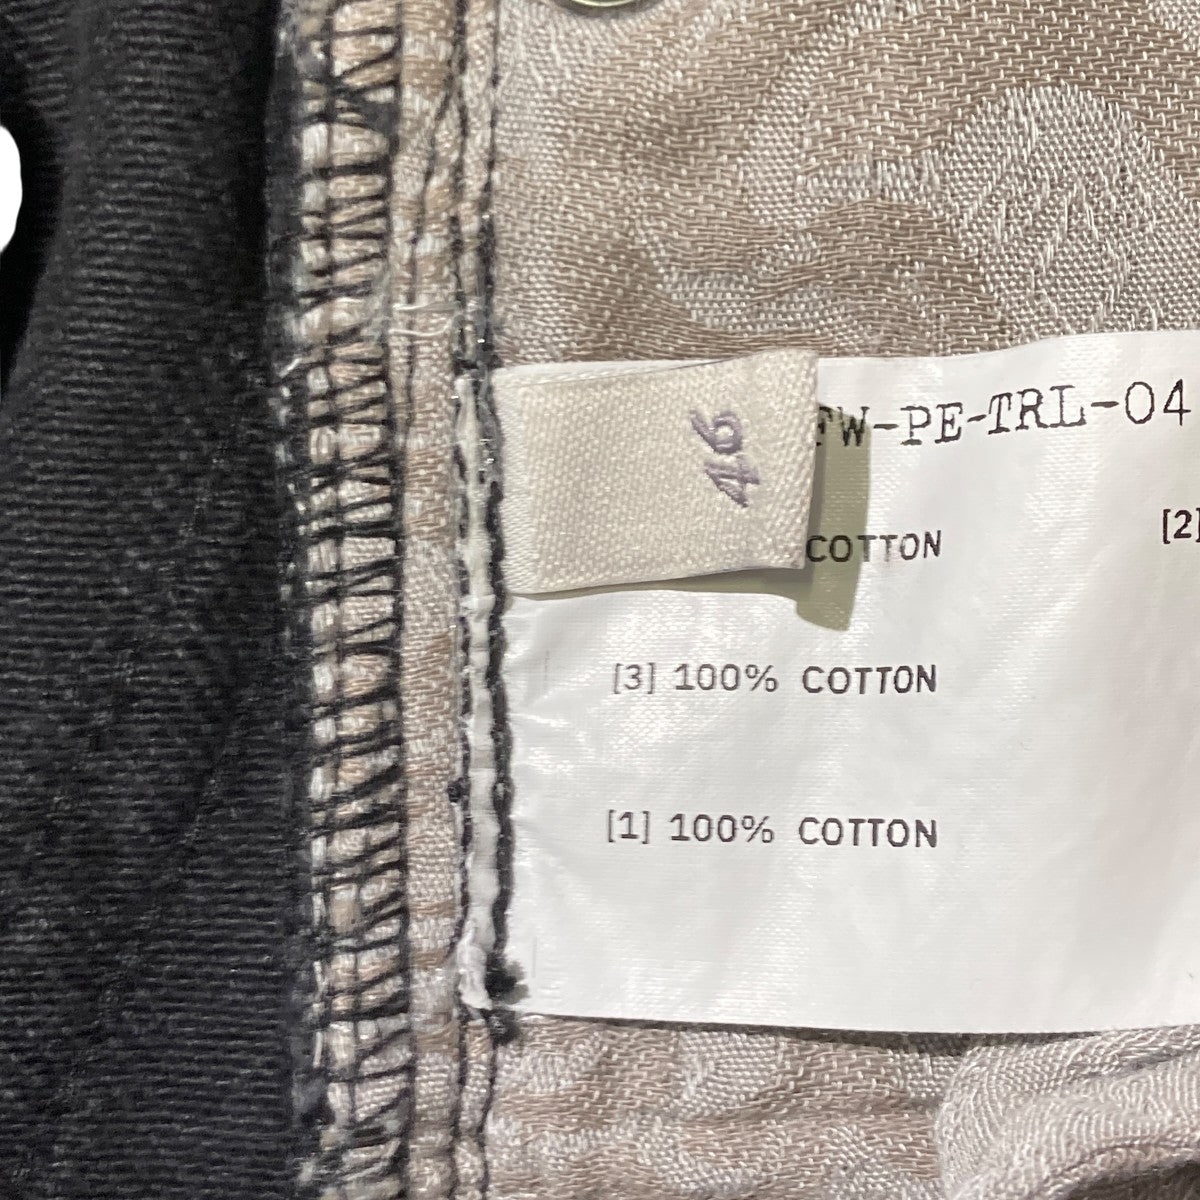 46
FW-PE-TRL-04
COTTON
[2]
[3] 100% COTTON
[1] 100% COTTON